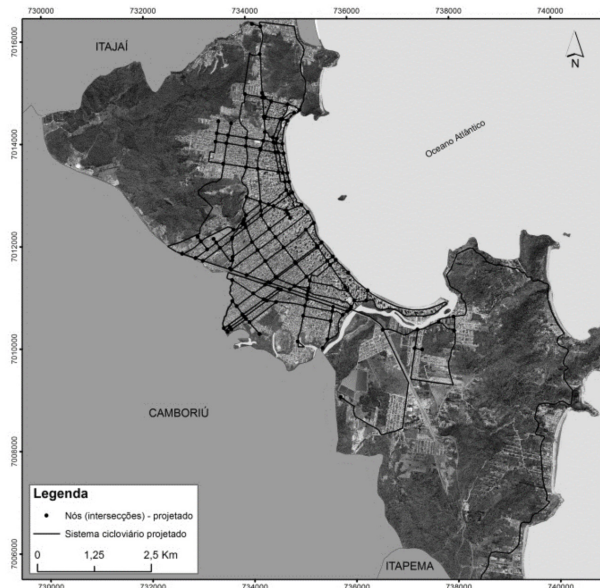 730000 732000 734000 736000 738000 740000
7016000
ITAJAÍ
N
7014000
Oceano Atlântico
7012000
7010000
CAMBORIÚ
7008000
Legenda
Nós (intersecções) - projetado
Sistema cicloviário projetado
0 1,25 2,5 Km
7006000
ITAPEMA
730000 732000 734000 736000 738000 740000